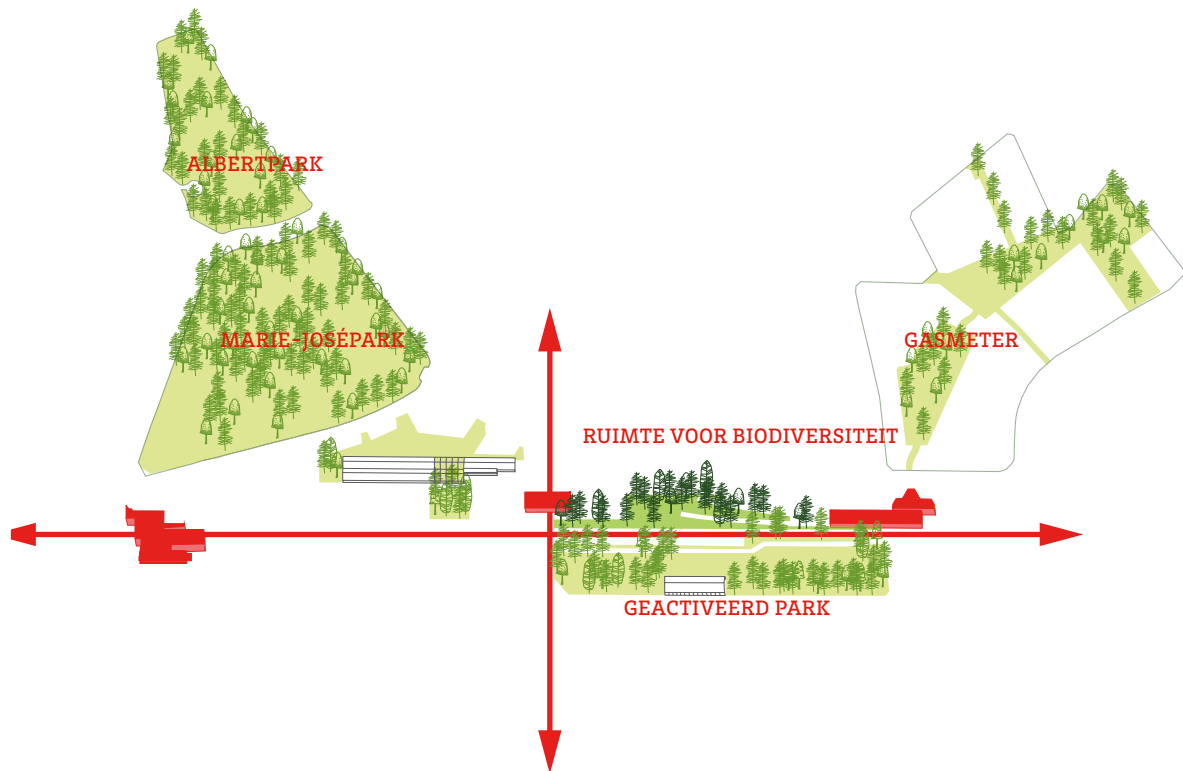 ALBERTPARK
MARIE-JOSÉPARK
GASMETER
RUIMTE VOOR BIODIVERSITEIT
GEACTIVEERD PARK